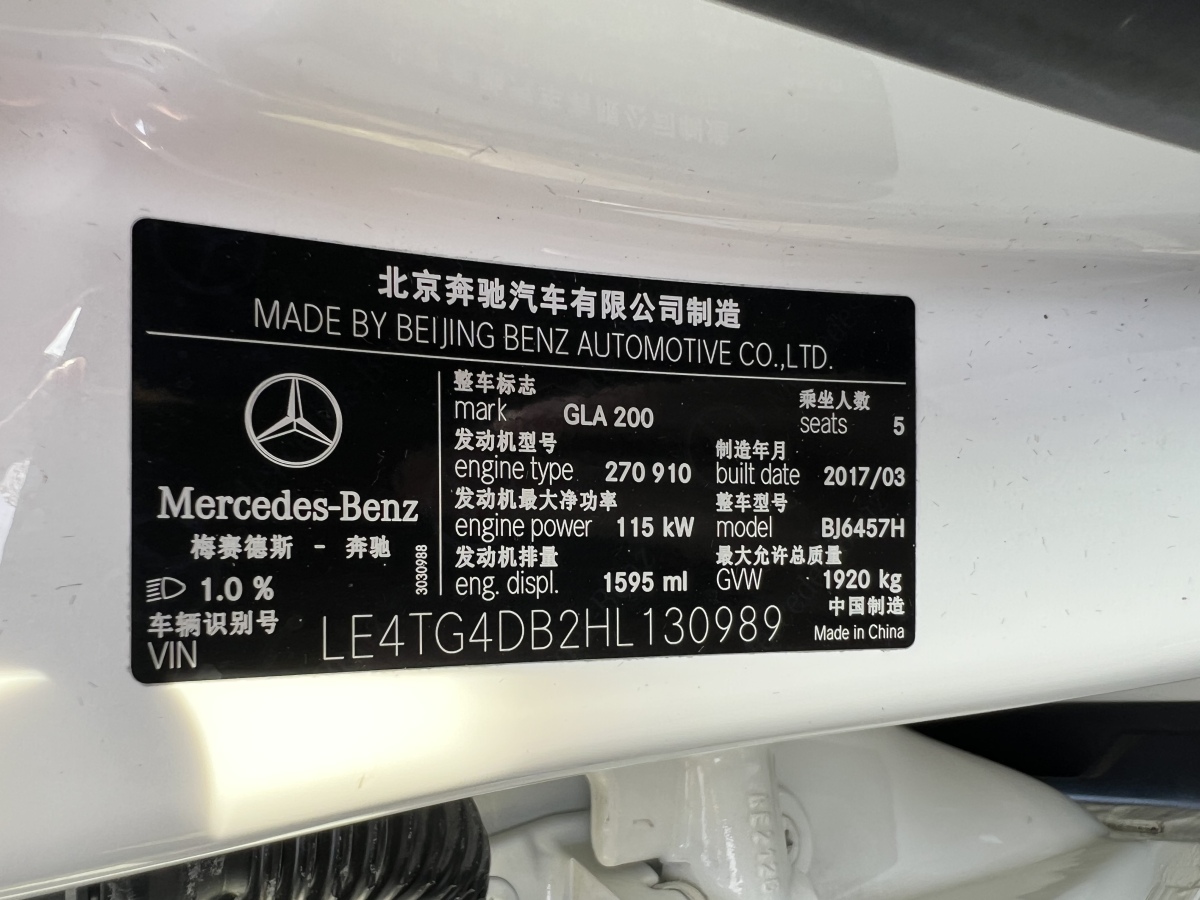 北京奔驰汽车有限公司制造
MADE BY BEIJING BENZ AUTOMOTIVE CO.,LTD.
Mercedes-Benz
梅赛德斯 - 奔驰
1.0 %
3030988
整车标志
mark GLA 200
乘坐人数
seats 5
发动机型号
engine type 270 910
制造年月
built date 2017/03
发动机最大净功率
engine power 115 kW
整车型号
model BJ6457H
发动机排量
eng. displ. 1595 ml
最大允许总质量
GVW 1920 kg
中国制造
Made in China
车辆识别号
VIN LE4TG4DB2HL130989